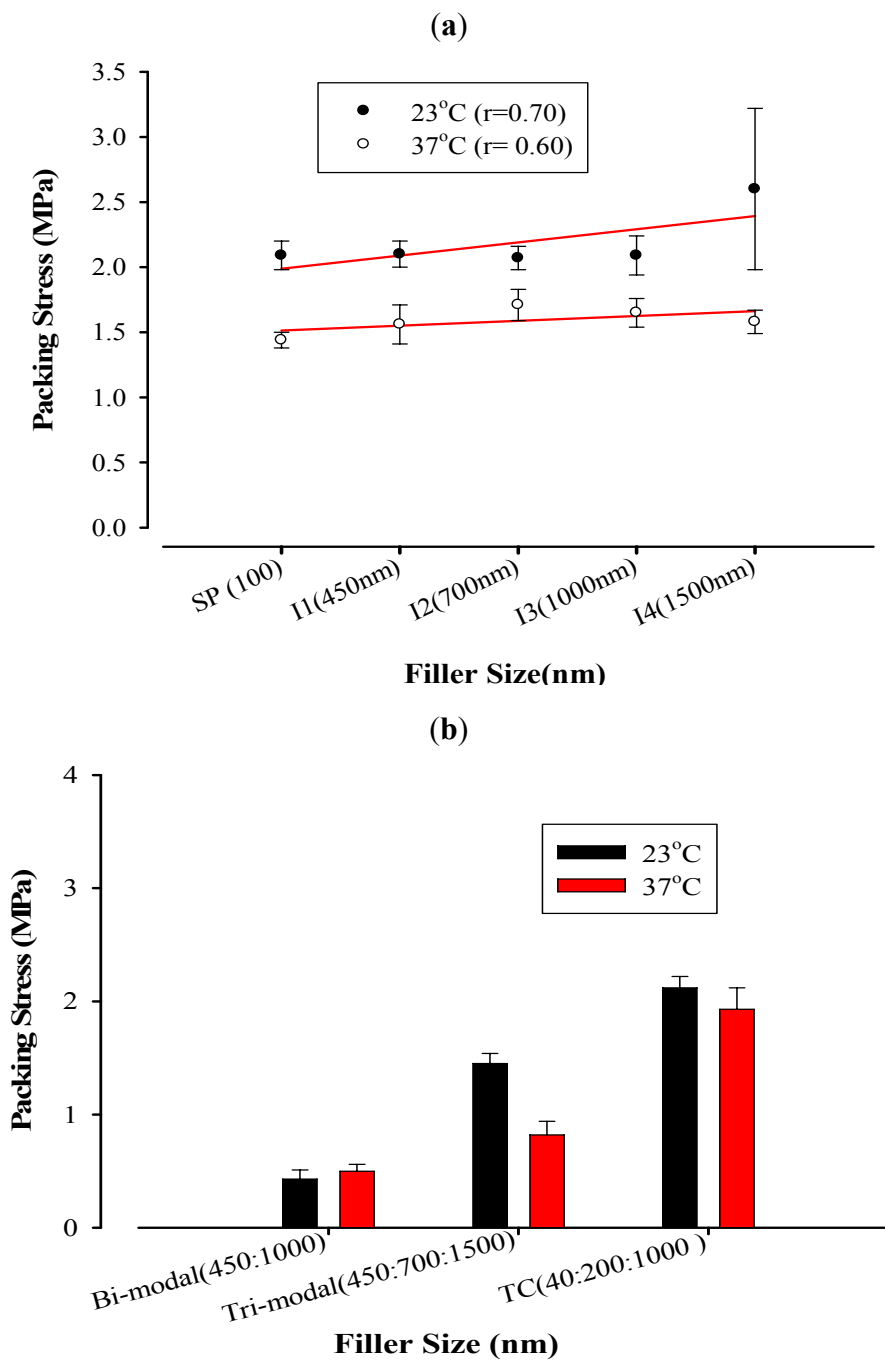 (a)
3.5
3.0
2.5
2.0
1.5
1.0
0.5
0.0
Packing Stress (MPa)
23°C (r=0.70)
37°C (r= 0.60)
SP (100)
I1(450nm)
I2(700nm)
I3(1000nm)
I4(1500nm)
Filler Size(nm)
(b)
4
3
2
1
0
Packing Stress (MPa)
23°C
37°C
Bi-modal(450:1000)
Tri-modal(450:700:1500)
TC(40:200:1000 )
Filler Size (nm)